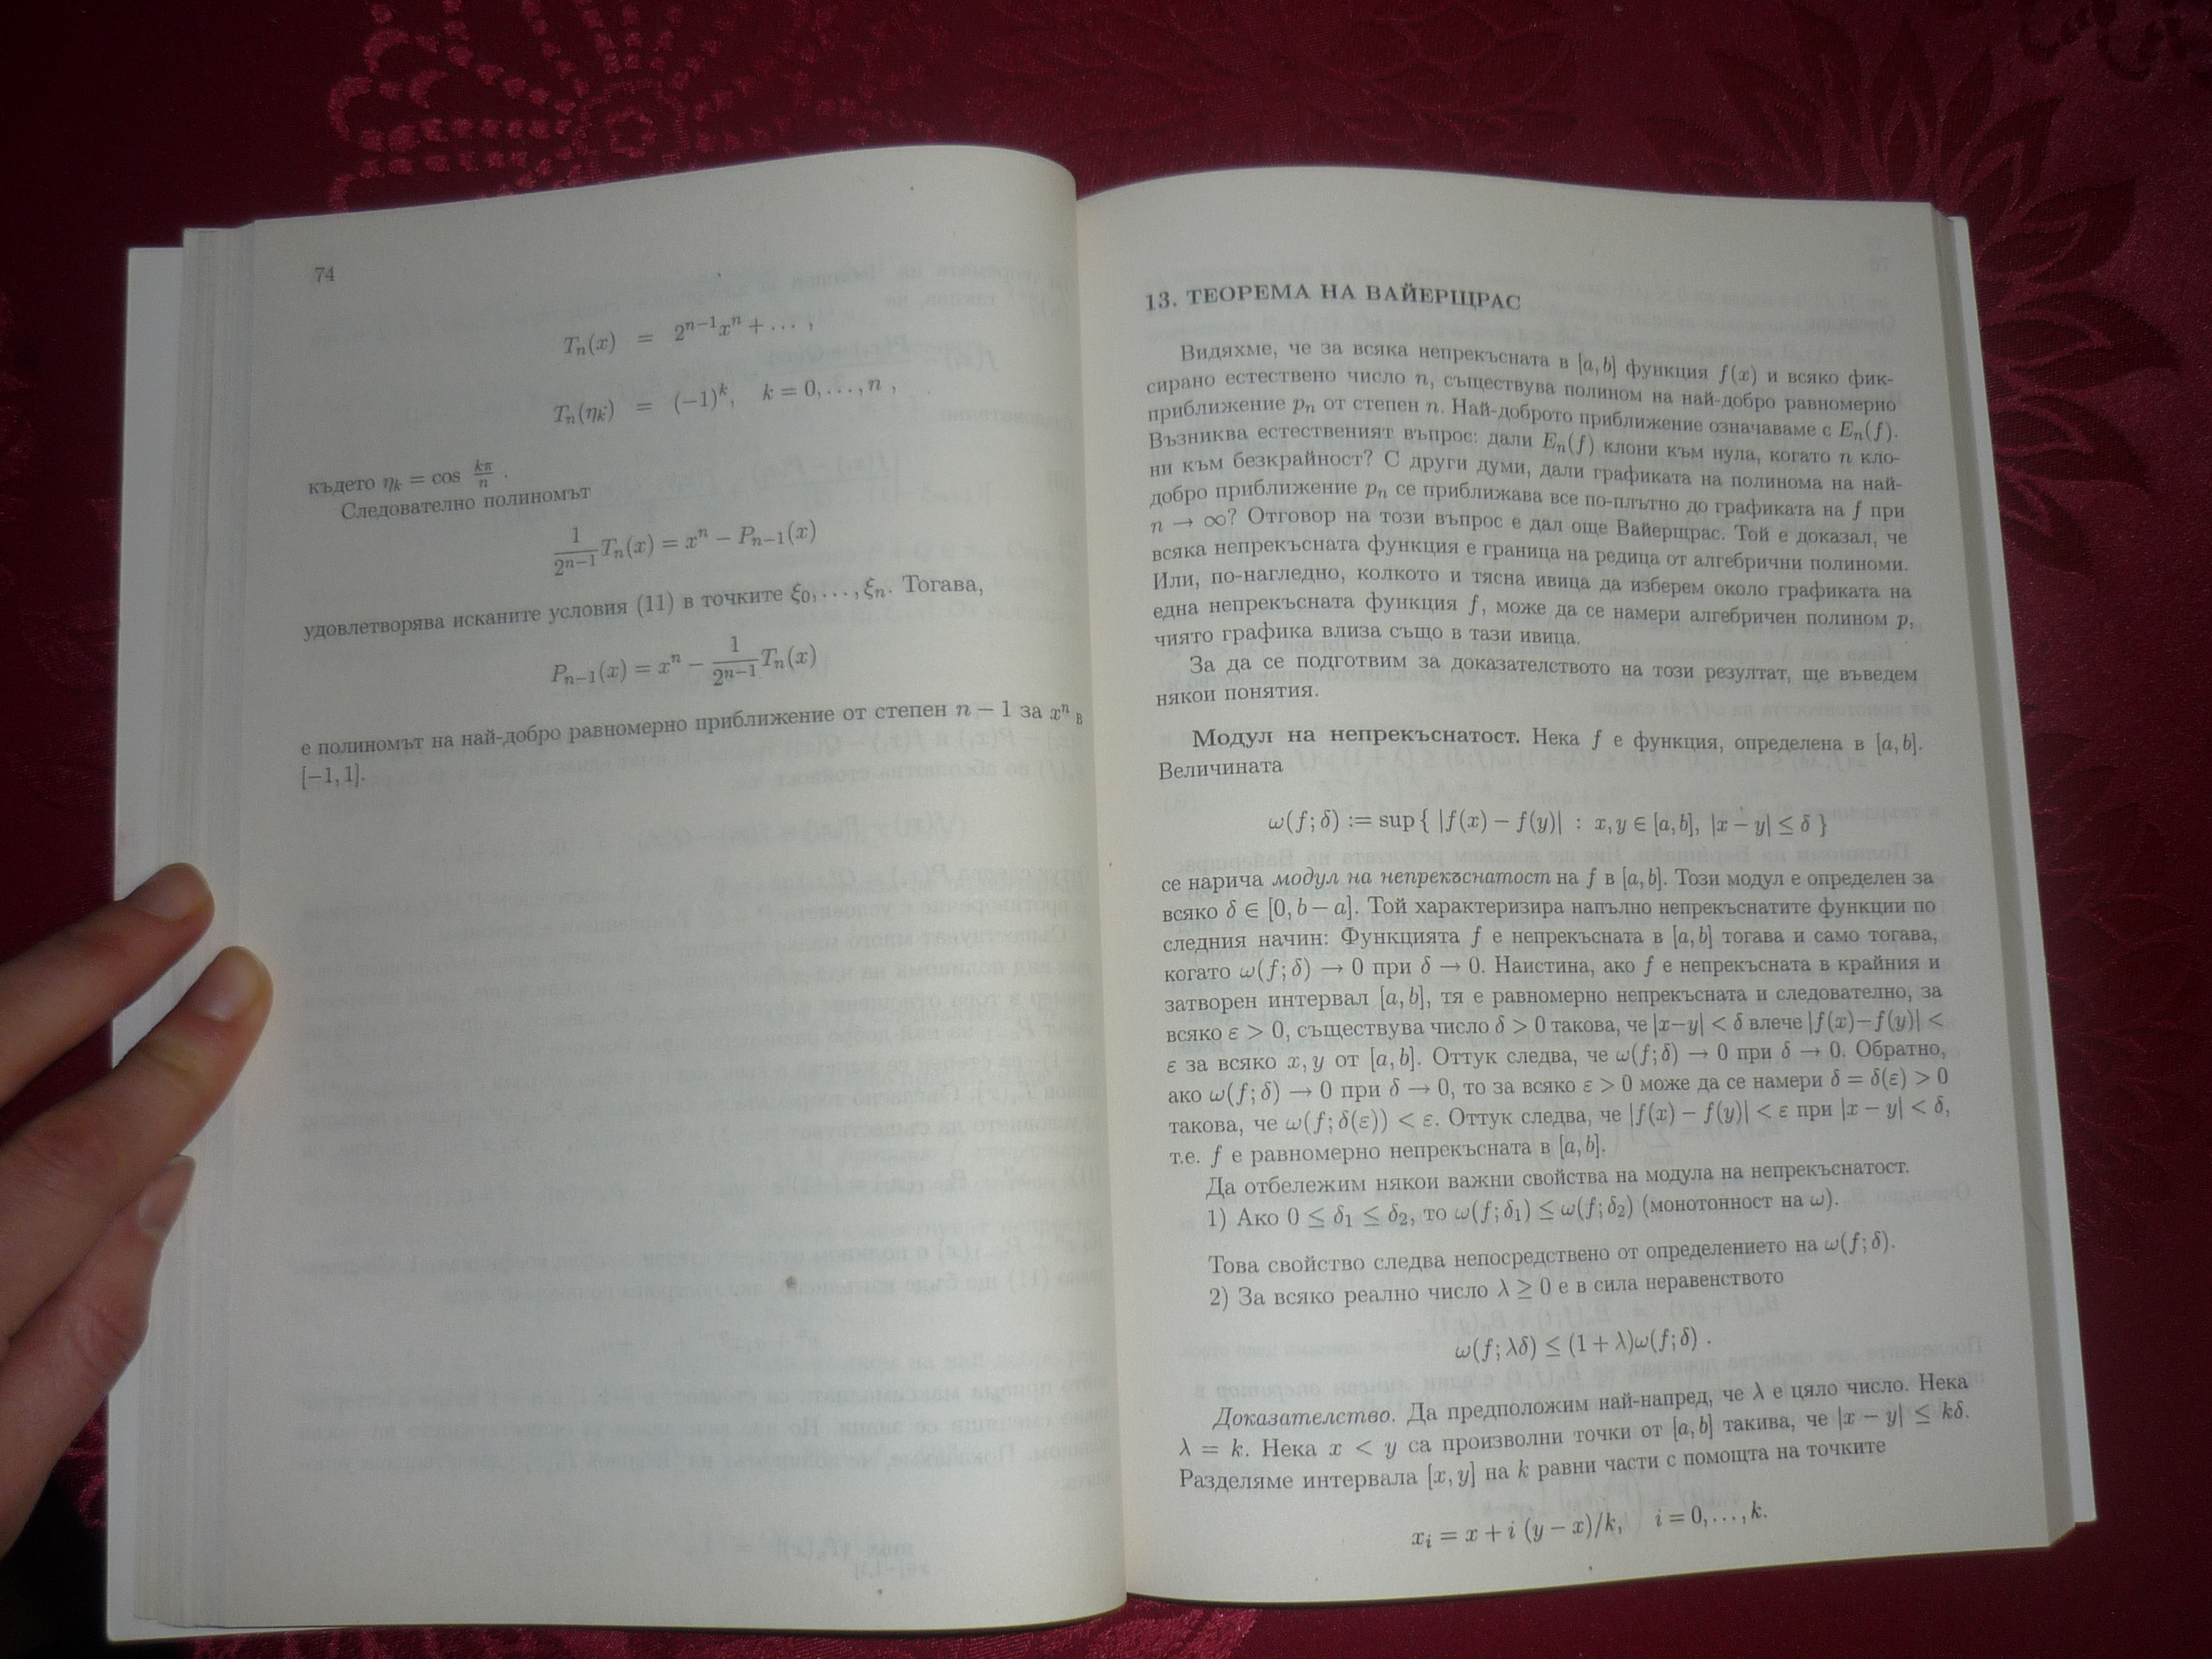 74
T_n(x) = 2^{n-1}x^n + ... ,
T_n(η_k) = (-1)^k, k = 0, ..., n ,
където η_k = cos kπ/n .
Следователно полиномът
1/2^{n-1} T_n(x) = x^n − P_{n-1}(x)
удовлетворява исканите условия (11) в точките ξ_0, ..., ξ_n. Тогава,
P_{n-1}(x) = x^n − 1/2^{n-1} T_n(x)
е полиномът на най-добро равномерно приближение от степен n − 1 за x^n в
[−1, 1].
13. ТЕОРЕМА НА ВАЙЕРЩРАС
Видяхме, че за всяка непрекъсната в [a, b] функция f(x) и всяко фик-
сирано естествено число n, съществува полином на най-добро равномерно
приближение p_n от степен n. Най-доброто приближение означаваме с E_n(f).
Възниква естественият въпрос: дали E_n(f) клони към нула, когато n кло-
ни към безкрайност? С други думи, дали графиката на полинома на най-
добро приближение p_n се приближава все по-плътно до графиката на f при
n → ∞? Отговор на този въпрос е дал още Вайерщрас. Той е доказал, че
всяка непрекъсната функция е граница на редица от алгебрични полиноми.
Или, по-нагледно, колкото и тясна ивица да изберем около графиката на
една непрекъсната функция f, може да се намери алгебричен полином p,
чиято графика влиза също в тази ивица.
За да се подготвим за доказателството на този резултат, ще въведем
някои понятия.
Модул на непрекъснатост. Нека f е функция, определена в [a, b].
Величината
ω(f; δ) := sup{ |f(x) − f(y)| : x, y ∈ [a, b], |x − y| ≤ δ }
се нарича модул на непрекъснатост на f в [a, b]. Този модул е определен за
всяко δ ∈ [0, b − a]. Той характеризира напълно непрекъснатите функции по
следния начин: Функцията f е непрекъсната в [a, b] тогава и само тогава,
когато ω(f; δ) → 0 при δ → 0. Наистина, ако f е непрекъсната в крайния и
затворен интервал [a, b], тя е равномерно непрекъсната и следователно, за
всяко ε > 0, съществува число δ > 0 такова, че |x−y| < δ влече |f(x)−f(y)| <
ε за всяко x, y от [a, b]. Оттук следва, че ω(f; δ) → 0 при δ → 0. Обратно,
ако ω(f; δ) → 0 при δ → 0, то за всяко ε > 0 може да се намери δ = δ(ε) > 0
такова, че ω(f; δ(ε)) < ε. Оттук следва, че |f(x) − f(y)| < ε при |x − y| < δ,
т.е. f е равномерно непрекъсната в [a, b].
Да отбележим някои важни свойства на модула на непрекъснатост.
1) Ако 0 ≤ δ_1 ≤ δ_2, то ω(f; δ_1) ≤ ω(f; δ_2) (монотонност на ω).
Това свойство следва непосредствено от определението на ω(f; δ).
2) За всяко реално число λ ≥ 0 е в сила неравенството
ω(f; λδ) ≤ (1 + λ)ω(f; δ) .
Доказателство. Да предположим най-напред, че λ е цяло число. Нека
λ = k. Нека x < y са произволни точки от [a, b] такива, че |x − y| ≤ kδ.
Разделяме интервала [x, y] на k равни части с помощта на точките
x_i = x + i (y − x)/k, i = 0, ..., k.